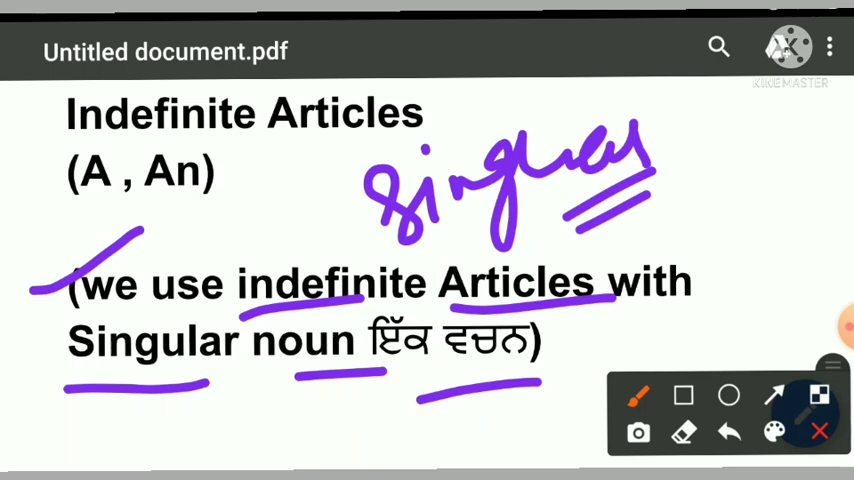 Untitled document.pdf
KINEMASTER
Indefinite Articles
(A , An)
Singular
(we use indefinite Articles with
Singular noun ਇੱਕ ਵਚਨ)